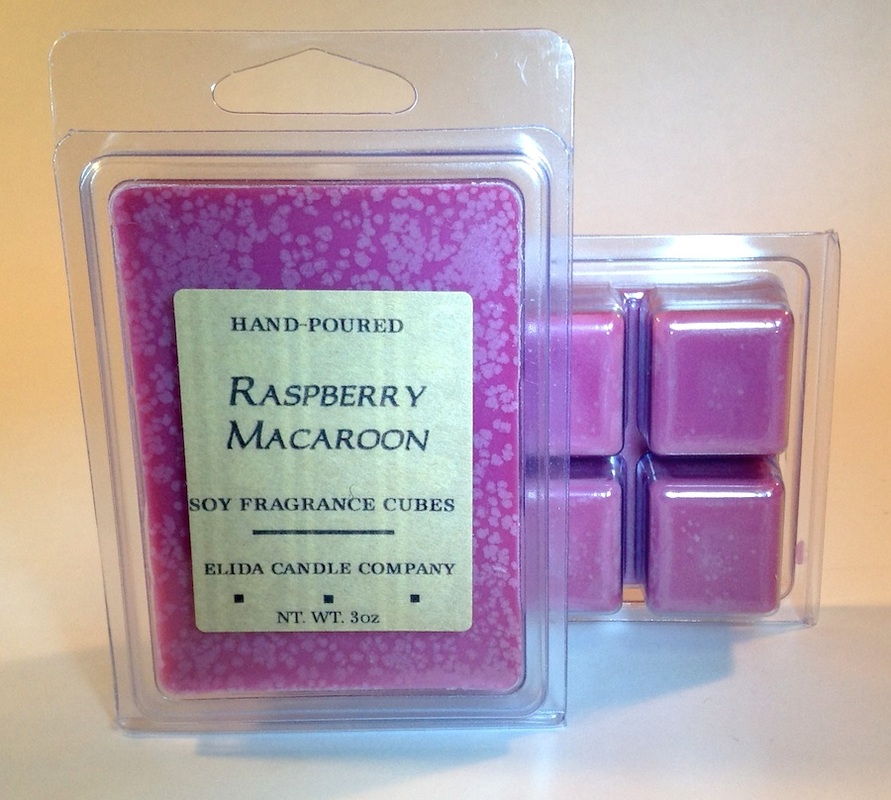 HAND-POURED
RASPBERRY
MACAROON
SOY FRAGRANCE CUBES
ELIDA CANDLE COMPANY
NT. WT. 3oz